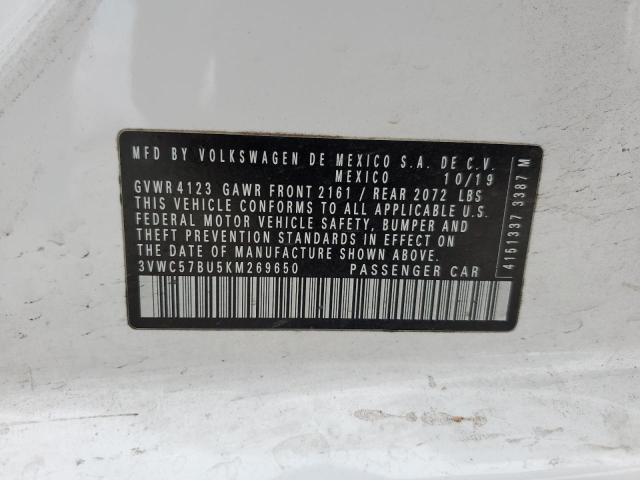 MFD BY VOLKSWAGEN DE MEXICO S.A. DE C.V.
MEXICO 10/19
GVWR 4123 GAWR FRONT 2161 / REAR 2072 LBS
THIS VEHICLE CONFORMS TO ALL APPLICABLE U.S.
FEDERAL MOTOR VEHICLE SAFETY, BUMPER AND
THEFT PREVENTION STANDARDS IN EFFECT ON
THE DATE OF MANUFACTURE SHOWN ABOVE.
3VWC57BU5KM269650 PASSENGER CAR
4151337 3387 M